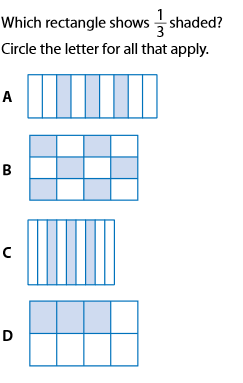 Which rectangle shows 1/3 shaded?
Circle the letter for all that apply.
A
B
C
D